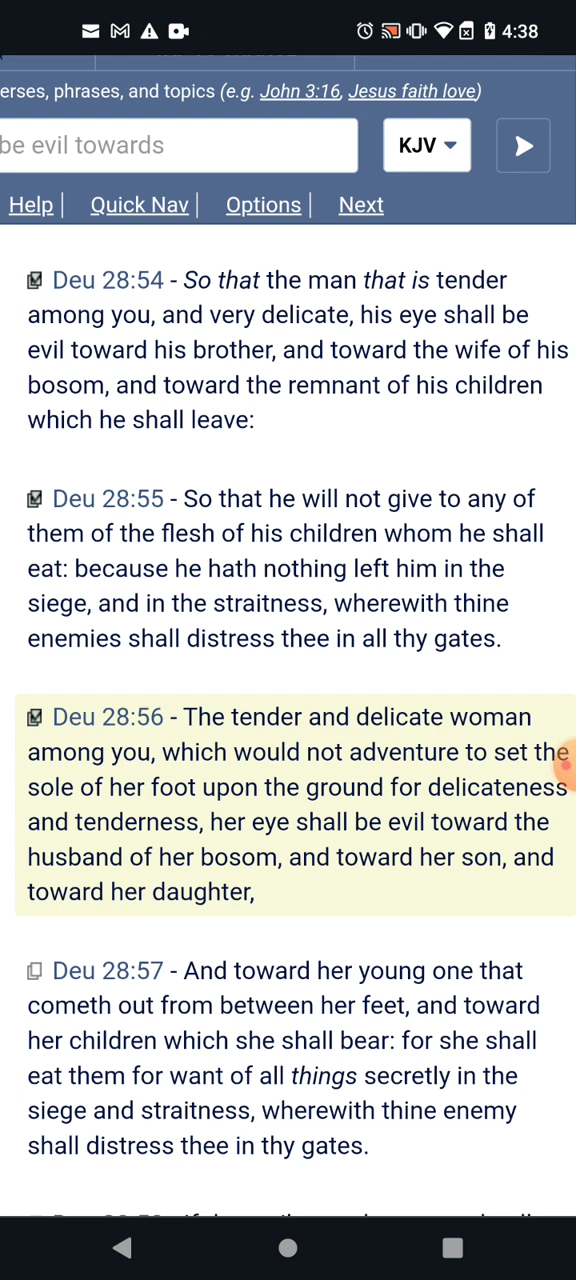 4:38
erses, phrases, and topics (e.g. John 3:16, Jesus faith love)
be evil towards
KJV
Help | Quick Nav | Options | Next
Deu 28:54 - So that the man that is tender
among you, and very delicate, his eye shall be
evil toward his brother, and toward the wife of his
bosom, and toward the remnant of his children
which he shall leave:
Deu 28:55 - So that he will not give to any of
them of the flesh of his children whom he shall
eat: because he hath nothing left him in the
siege, and in the straitness, wherewith thine
enemies shall distress thee in all thy gates.
Deu 28:56 - The tender and delicate woman
among you, which would not adventure to set the
sole of her foot upon the ground for delicateness
and tenderness, her eye shall be evil toward the
husband of her bosom, and toward her son, and
toward her daughter,
Deu 28:57 - And toward her young one that
cometh out from between her feet, and toward
her children which she shall bear: for she shall
eat them for want of all things secretly in the
siege and straitness, wherewith thine enemy
shall distress thee in thy gates.